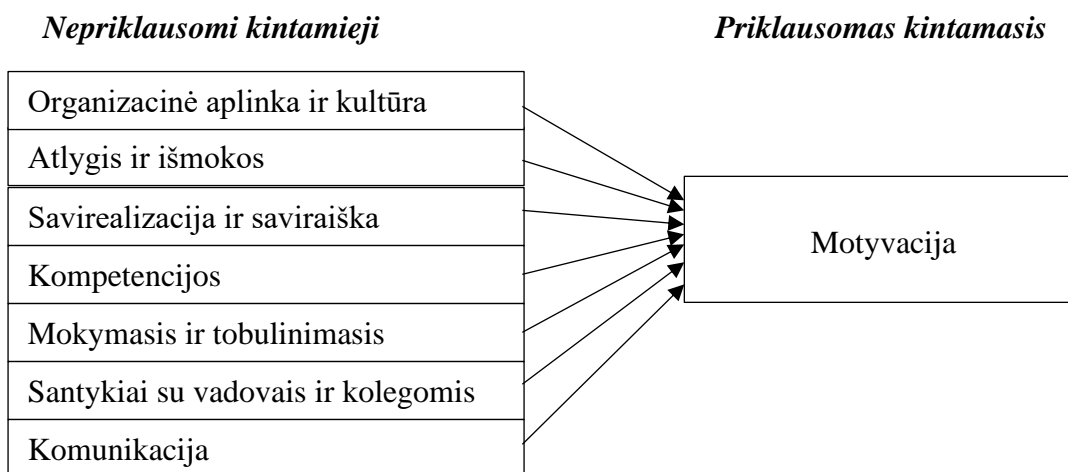 Nepriklausomi kintamieji
Priklausomas kintamasis
Organizacinė aplinka ir kultūra
Atlygis ir išmokos
Savirealizacija ir saviraiška
Kompetencijos
Mokymasis ir tobulinimasis
Santykiai su vadovais ir kolegomis
Komunikacija
Motyvacija